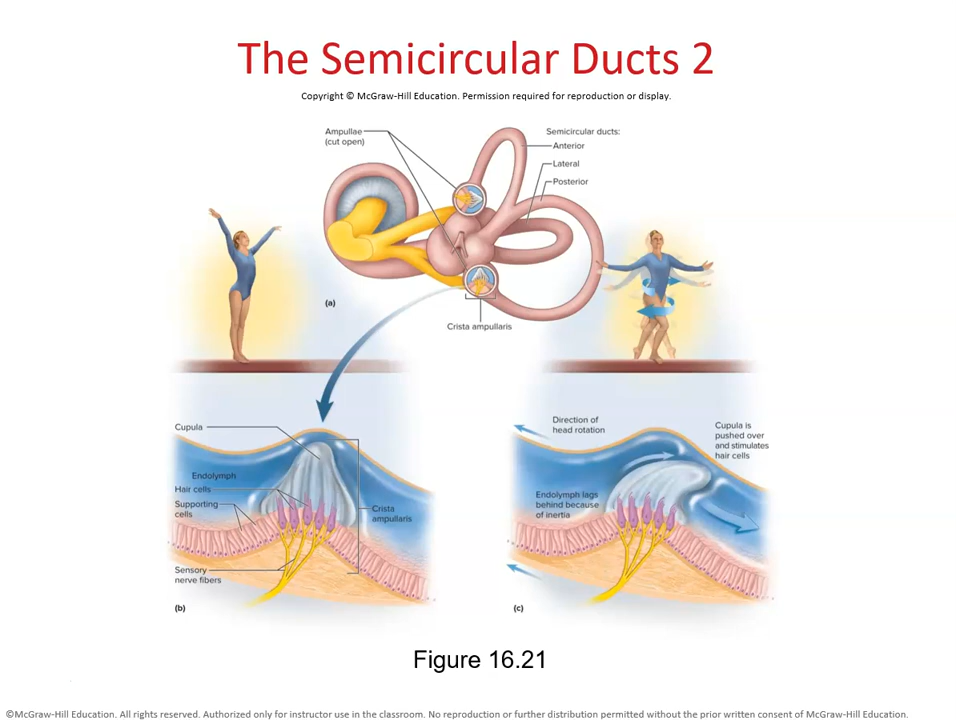 The Semicircular Ducts 2
Copyright © McGraw-Hill Education. Permission required for reproduction or display.
Ampullae
(cut open)
Semicircular ducts:
Anterior
Lateral
Posterior
(a)
Crista ampullaris
Cupula
Endolymph
Hair cells
Supporting
cells
Crista
ampullaris
Sensory
nerve fibers
(b)
Direction of
head rotation
Cupula is
pushed over
and stimulates
hair cells
Endolymph lags
behind because
of inertia
(c)
Figure 16.21
©McGraw-Hill Education. All rights reserved. Authorized only for instructor use in the classroom. No reproduction or further distribution permitted without the prior written consent of McGraw-Hill Education.